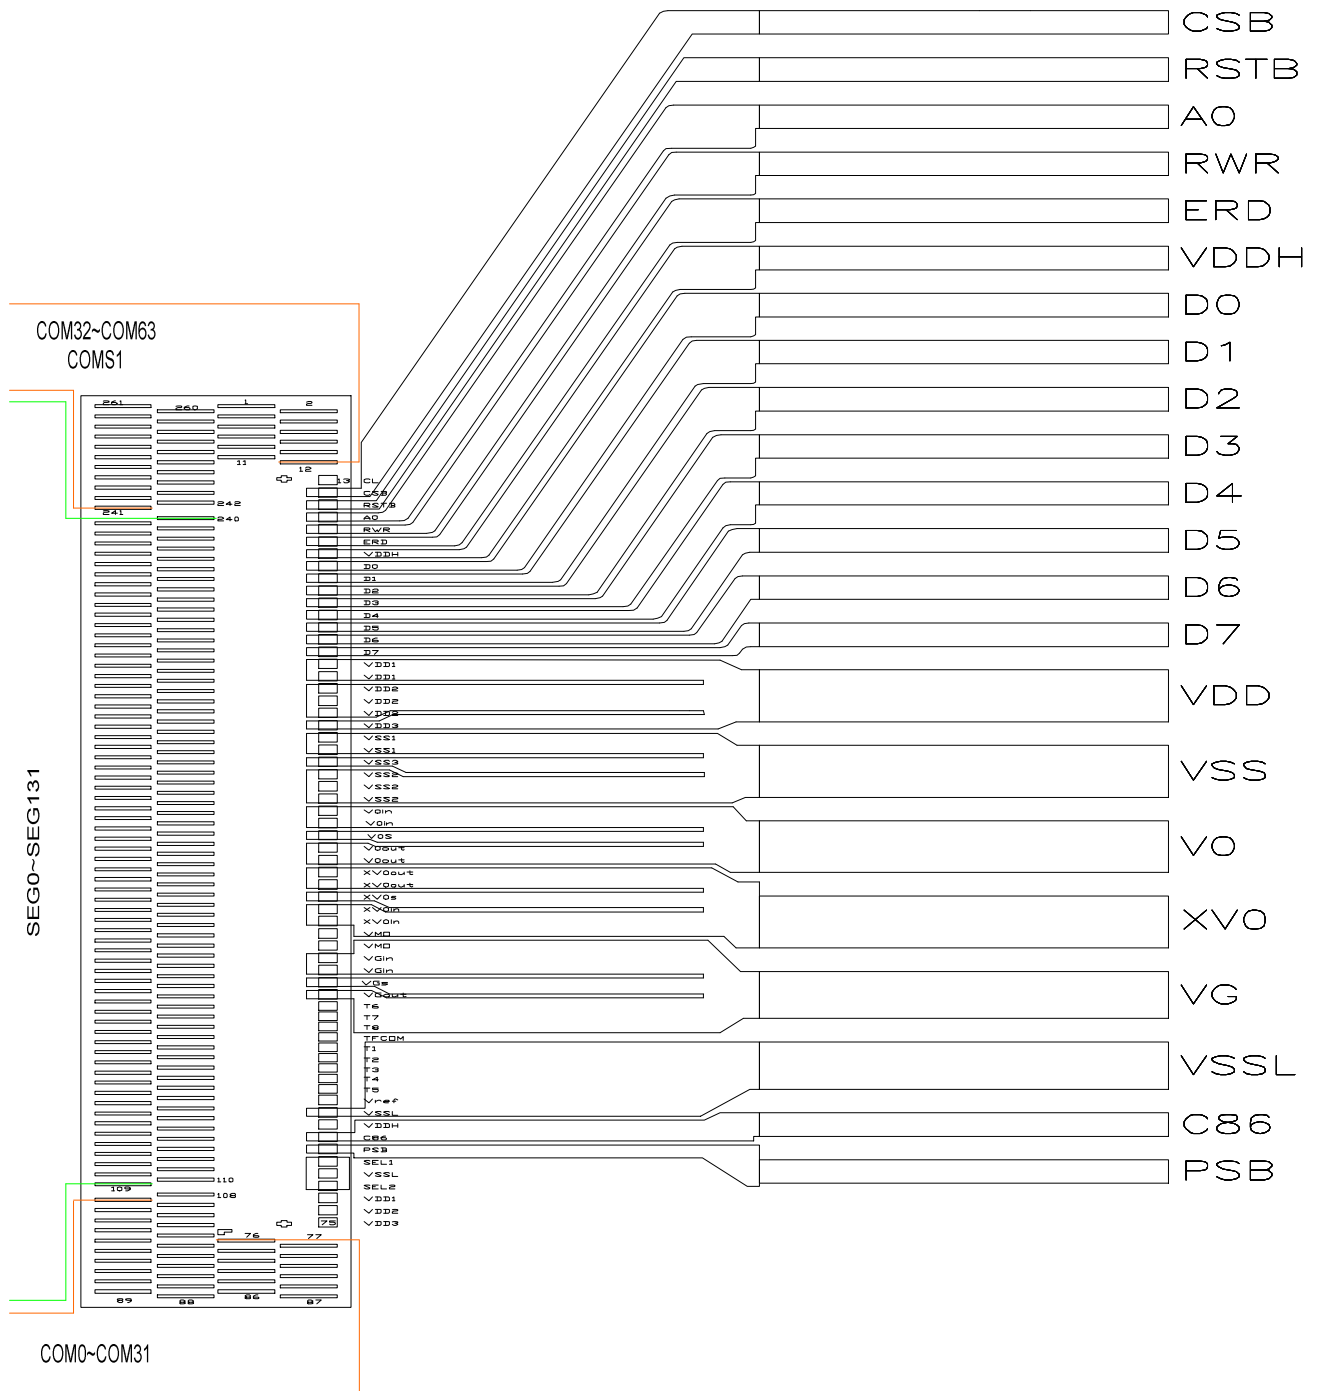 CSB
RSTB
A0
RWR
ERD
VDDH
D0
D1
D2
D3
D4
D5
D6
D7
VDD
VSS
V0
XV0
VG
VSSL
C86
PSB
COM32~COM63
COMS1
SEG0~SEG131
COM0~COM31
261
260
1
2
11
12
242
241
240
13 CL
CSB
RSTB
A0
RWR
ERD
VDDH
D0
D1
D2
D3
D4
D5
D6
D7
VDD1
VDD1
VDD2
VDD2
VDD2
VDD3
VSS1
VSS1
VSS3
VSS2
VSS2
VSS2
V0in
V0in
V0S
V0out
V0out
XV0out
XV0out
XV0s
XV0in
XV0in
VMO
VMO
VGin
VGin
VGs
VGout
T6
T7
T8
TFCOM
T1
T2
T3
T4
T5
Vref
VSSL
VDDH
C86
PSB
SEL1
VSSL
SEL2
VDD1
VDD2
75 VDD3
110
109
108
76
77
89
88
86
87